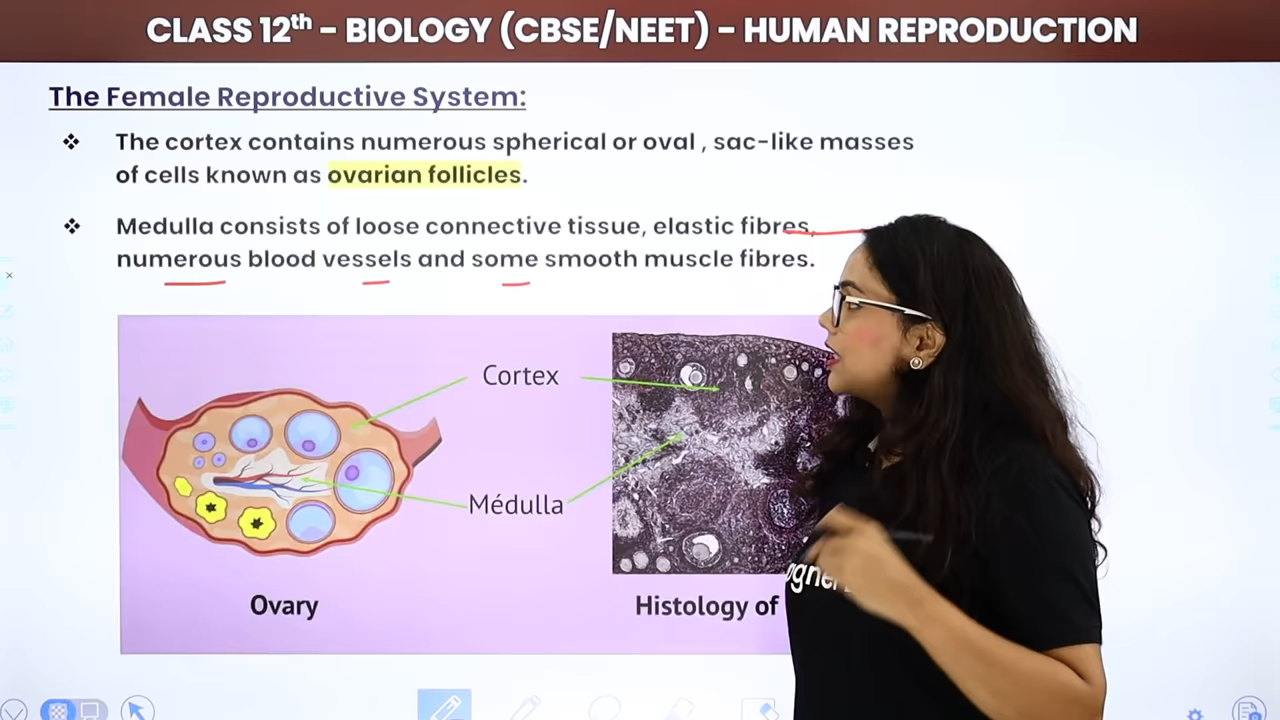 CLASS 12th – BIOLOGY (CBSE/NEET) – HUMAN REPRODUCTION
The Female Reproductive System:
❖ The cortex contains numerous spherical or oval , sac-like masses
of cells known as ovarian follicles.
❖ Medulla consists of loose connective tissue, elastic fibres,
numerous blood vessels and some smooth muscle fibres.
Cortex
Médulla
Ovary
Histology of